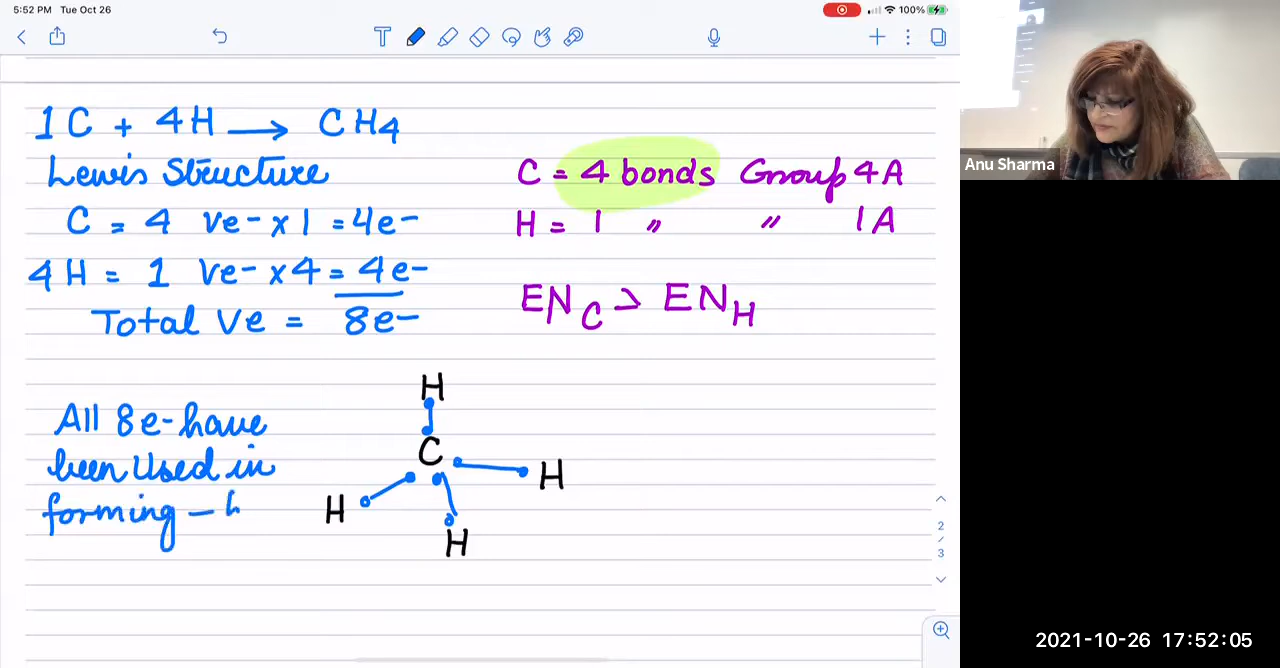 5:52 PM Tue Oct 26
100%
1C + 4H → CH4
Lewis Structure
C = 4 ve- x 1 = 4e-
4H = 1 ve- x 4 = 4e-
Total Ve = 8e-
C = 4 bonds Group 4A
H = 1 " " 1A
ENC > ENH
All 8e- have
been Used in
forming –
H
C
H
H
H
2
/
3
Anu Sharma
2021-10-26 17:52:05